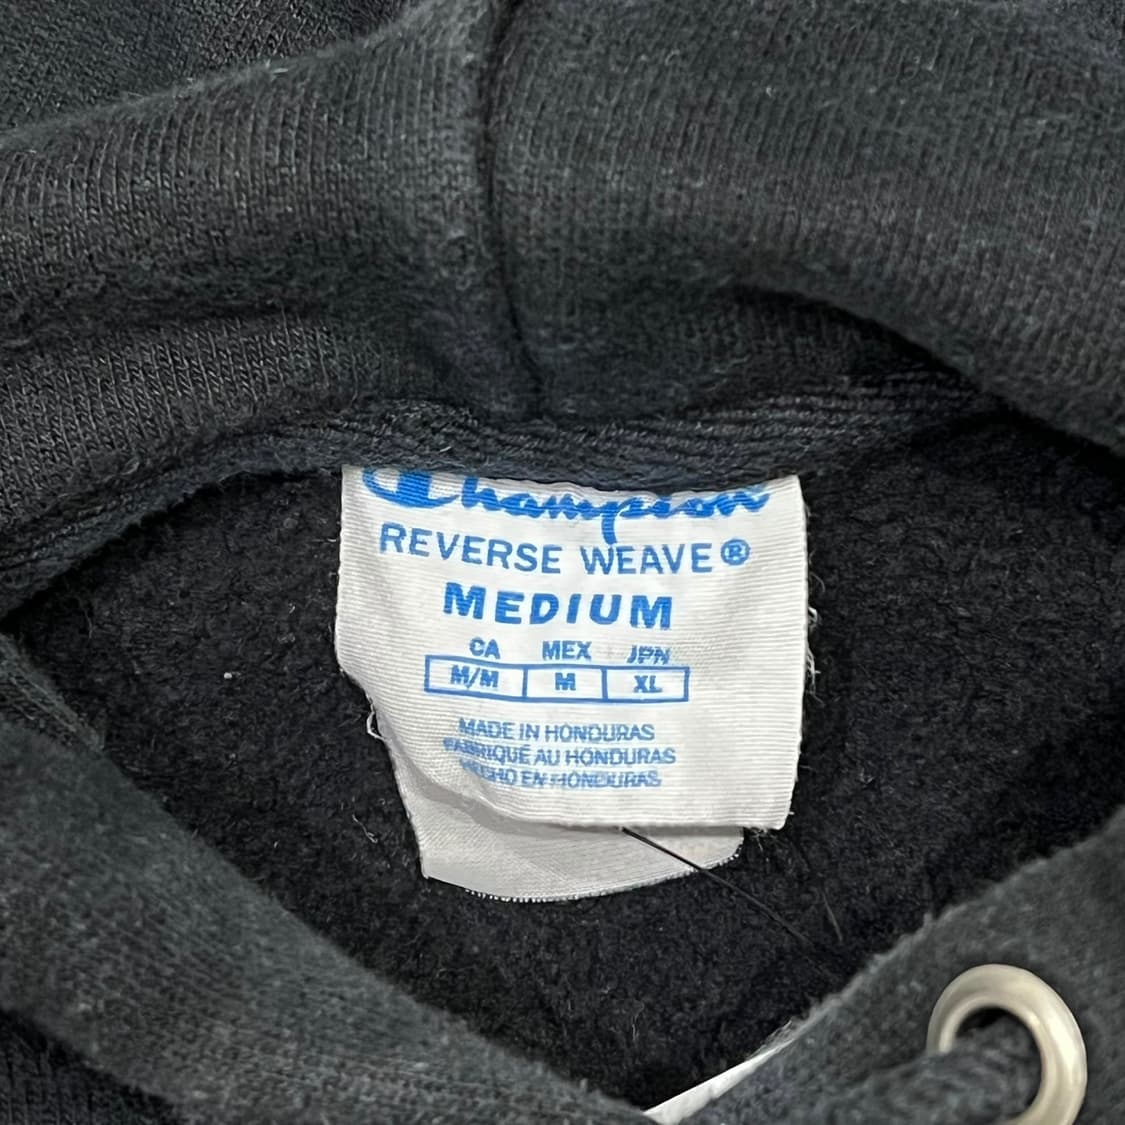 Champion
REVERSE WEAVE®
MEDIUM
CA MEX JPN
M/M M XL
MADE IN HONDURAS
FABRIQUÉ AU HONDURAS
HECHO EN HONDURAS